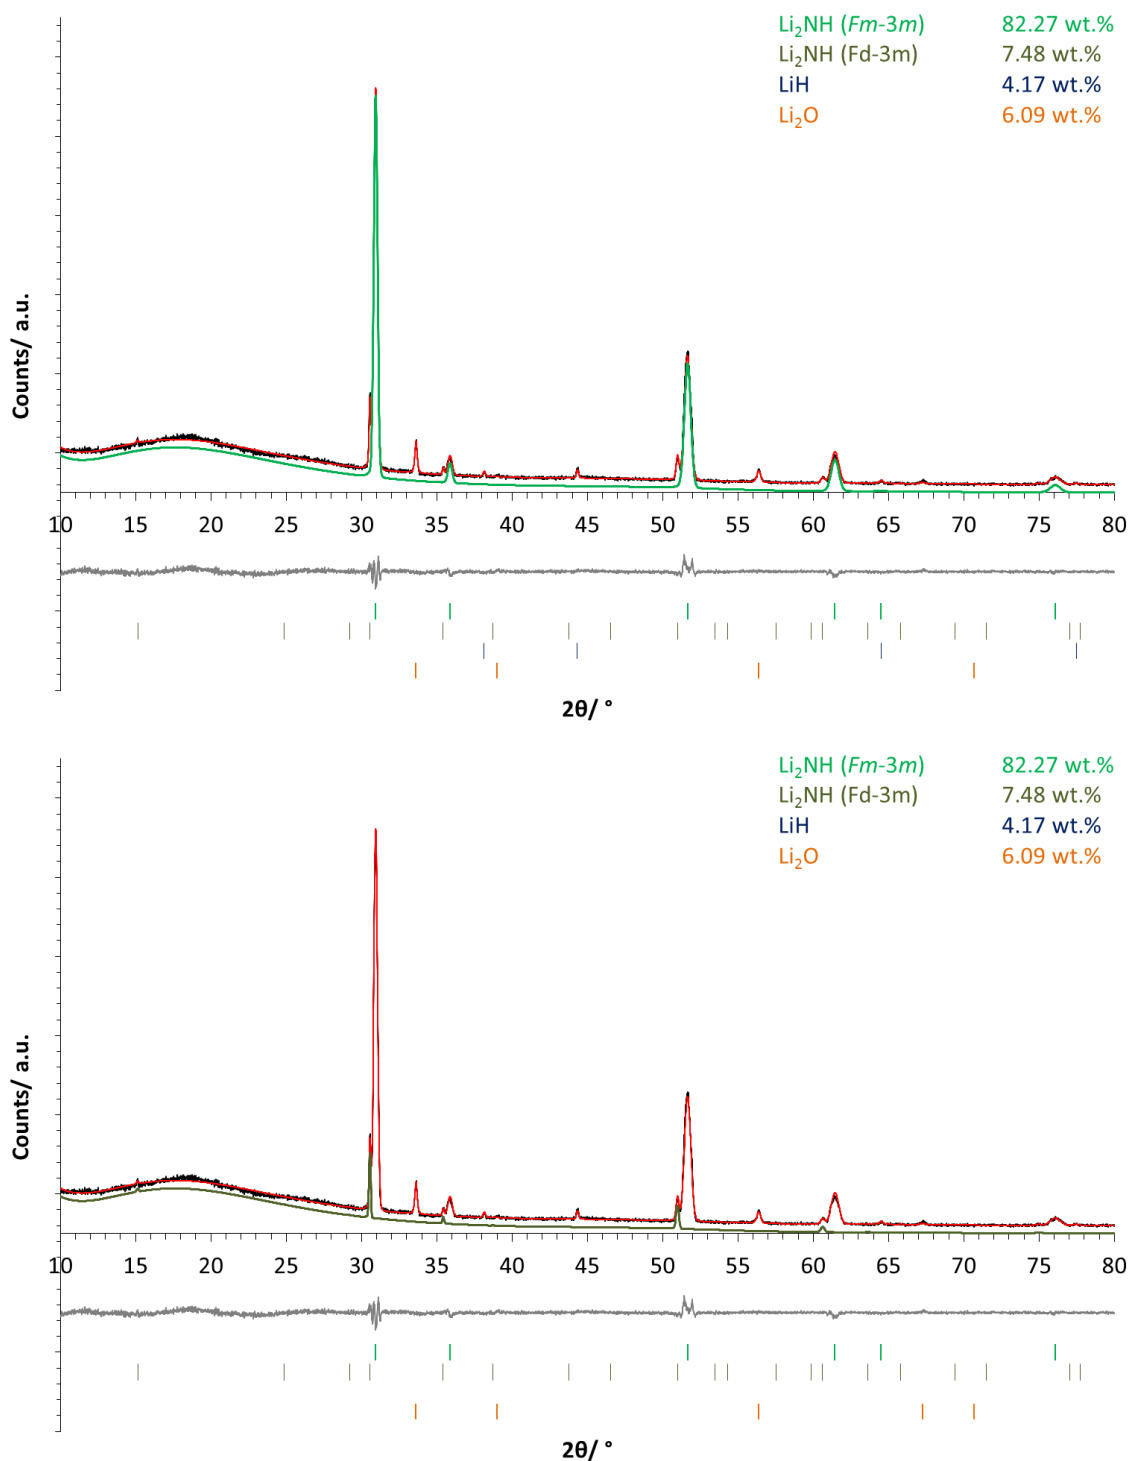 Li₂NH (Fm-3m) 82.27 wt.%
Li₂NH (Fd-3m) 7.48 wt.%
LiH 4.17 wt.%
Li₂O 6.09 wt.%
Counts/ a.u.
10 15 20 25 30 35 40 45 50 55 60 65 70 75 80
2θ/ °
Li₂NH (Fm-3m) 82.27 wt.%
Li₂NH (Fd-3m) 7.48 wt.%
LiH 4.17 wt.%
Li₂O 6.09 wt.%
Counts/ a.u.
10 15 20 25 30 35 40 45 50 55 60 65 70 75 80
2θ/ °